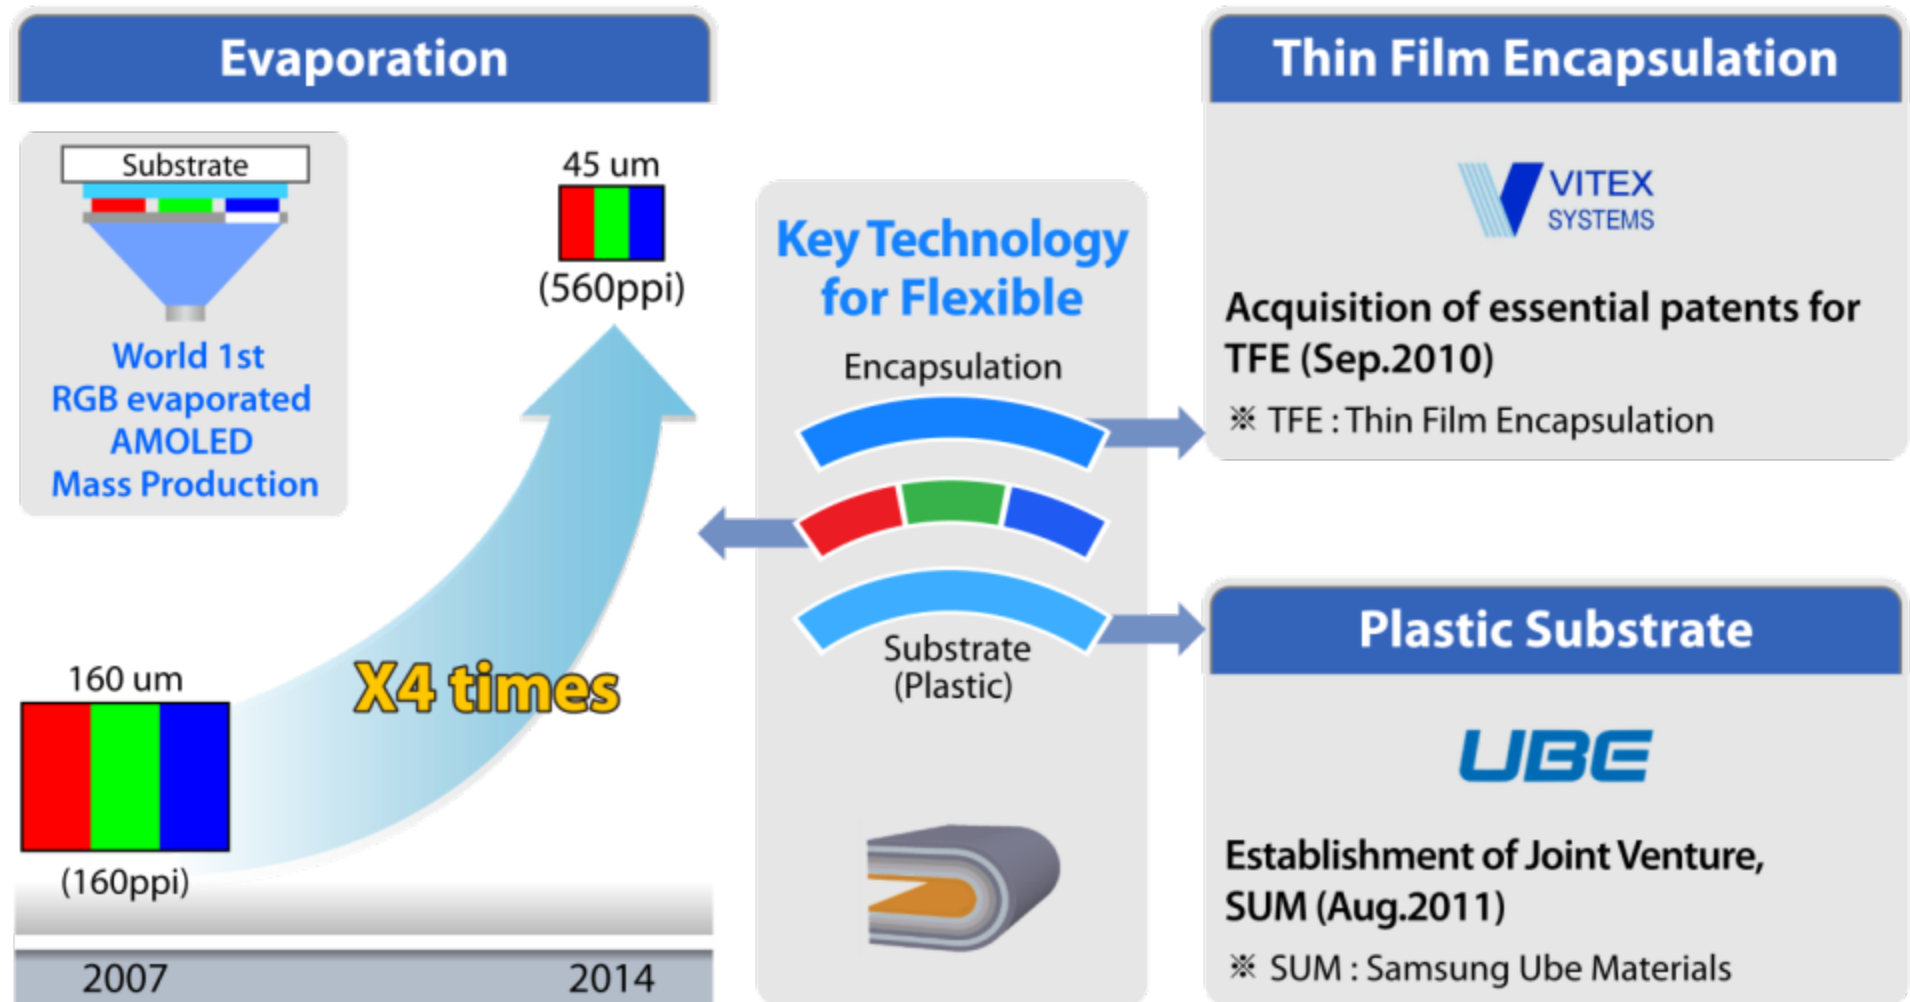 Evaporation
Substrate
World 1st
RGB evaporated
AMOLED
Mass Production
45 um
(560ppi)
X4 times
160 um
(160ppi)
2007
2014
Key Technology
for Flexible
Encapsulation
Substrate
(Plastic)
Thin Film Encapsulation
VITEX
SYSTEMS
Acquisition of essential patents for
TFE (Sep.2010)
※ TFE : Thin Film Encapsulation
Plastic Substrate
UBE
Establishment of Joint Venture,
SUM (Aug.2011)
※ SUM : Samsung Ube Materials